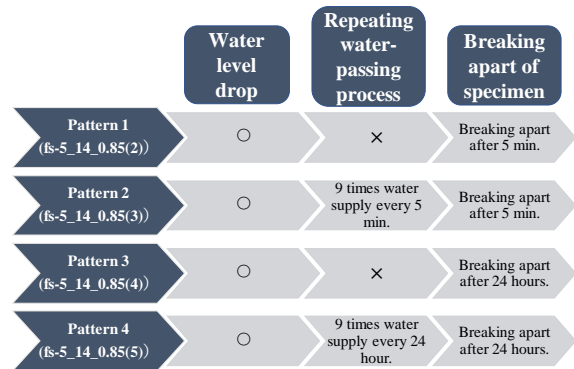 Water
level
drop
Repeating
water-
passing
process
Breaking
apart of
specimen
Pattern 1
(fs-5_14_0.85(2))
○
×
Breaking apart
after 5 min.
Pattern 2
(fs-5_14_0.85(3))
○
9 times water
supply every 5
min.
Breaking apart
after 5 min.
Pattern 3
(fs-5_14_0.85(4))
○
×
Breaking apart
after 24 hours.
Pattern 4
(fs-5_14_0.85(5))
○
9 times water
supply every 24
hour.
Breaking apart
after 24 hours.